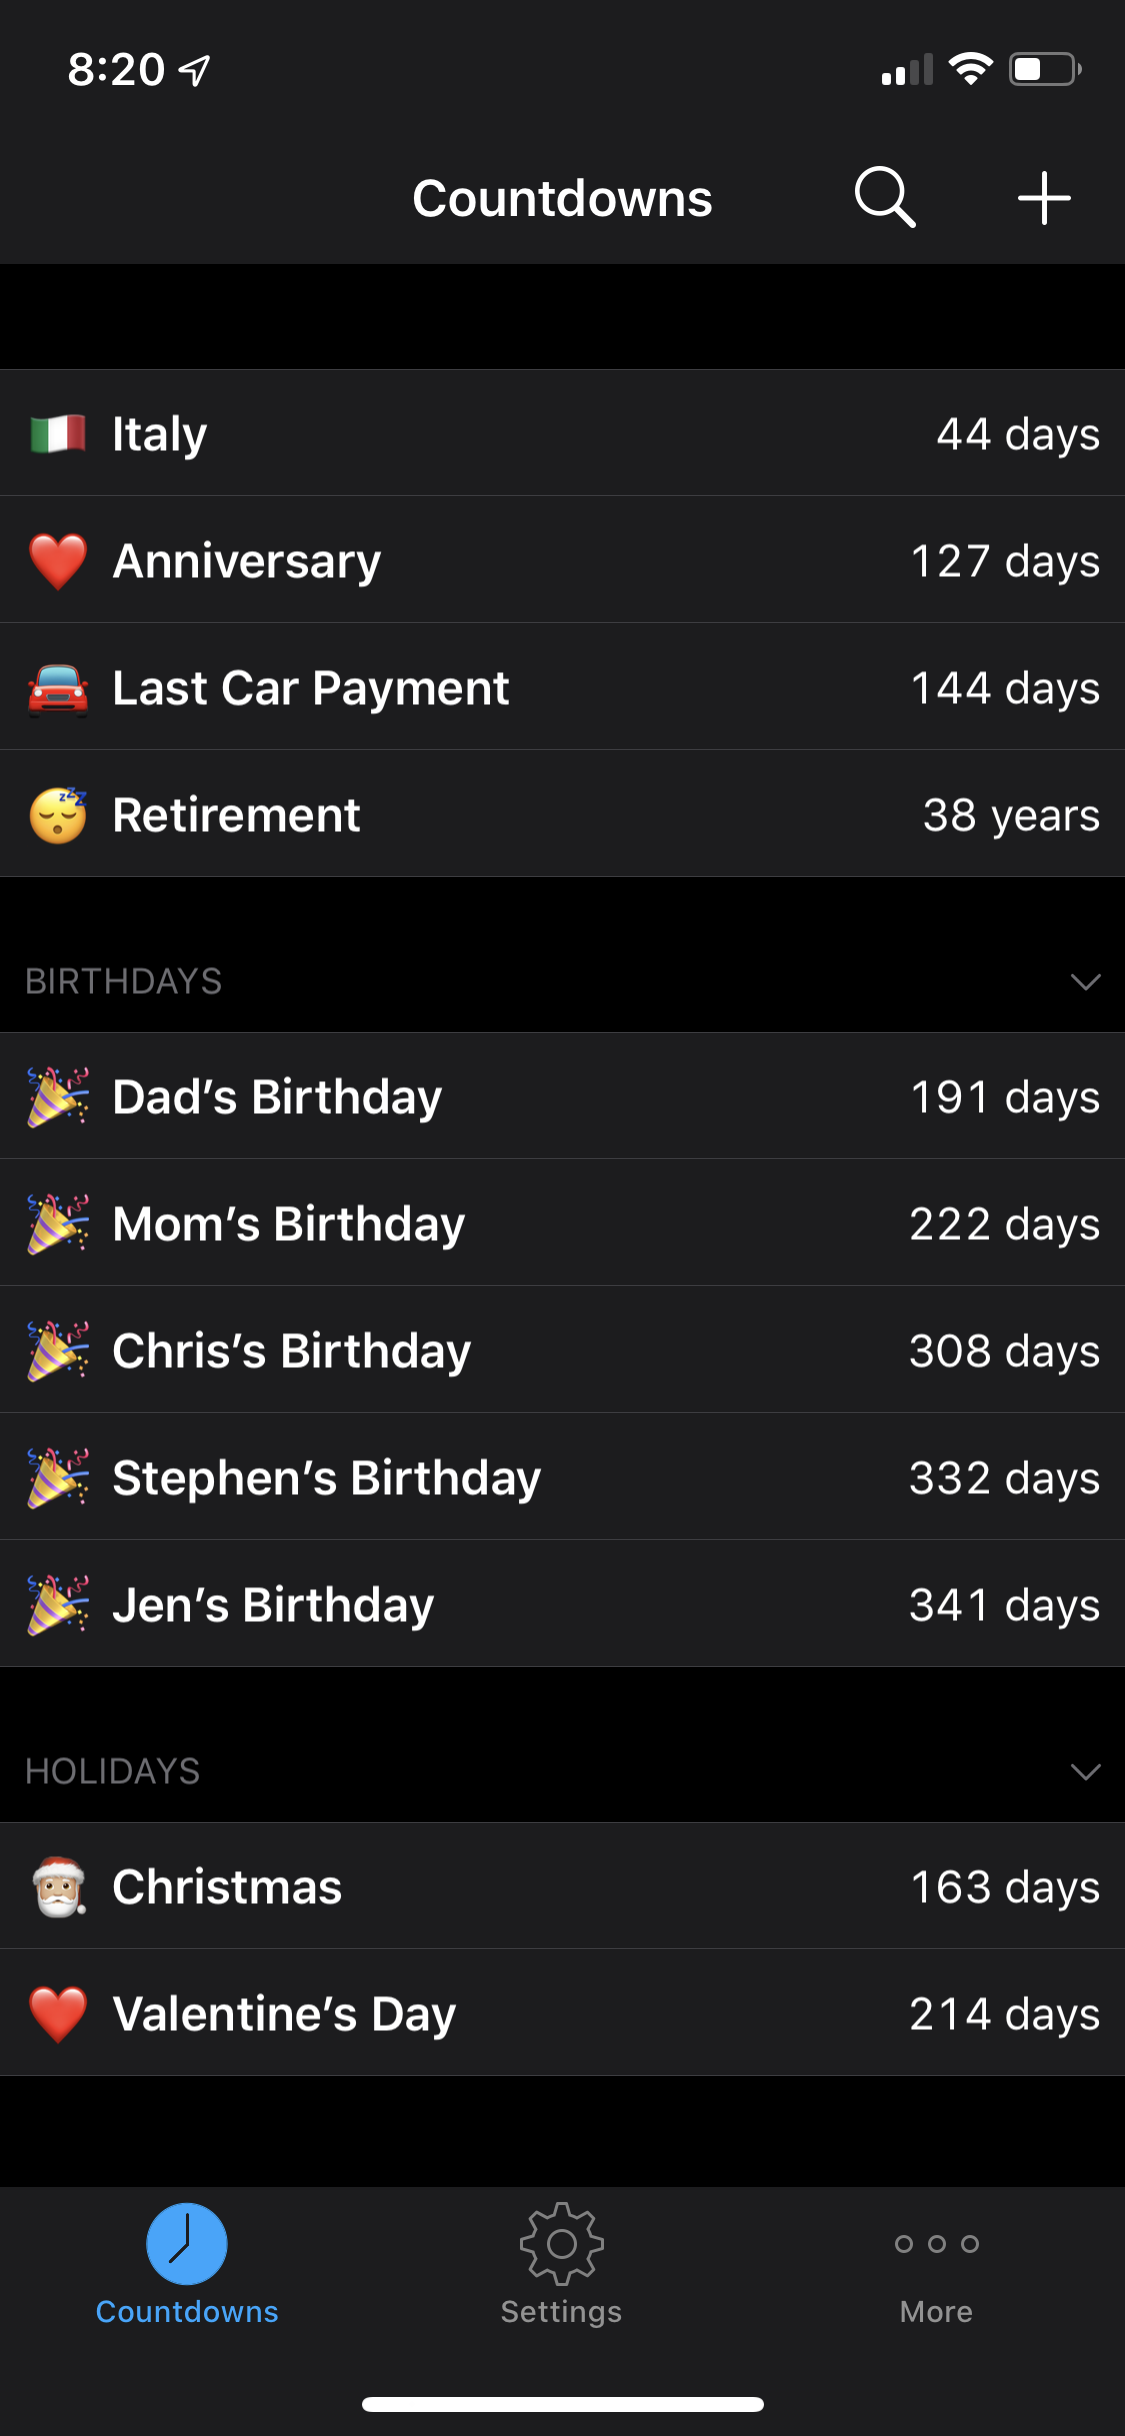 8:20
Countdowns
Italy 44 days
Anniversary 127 days
Last Car Payment 144 days
Retirement 38 years
BIRTHDAYS
Dad’s Birthday 191 days
Mom’s Birthday 222 days
Chris’s Birthday 308 days
Stephen’s Birthday 332 days
Jen’s Birthday 341 days
HOLIDAYS
Christmas 163 days
Valentine’s Day 214 days
Countdowns Settings More